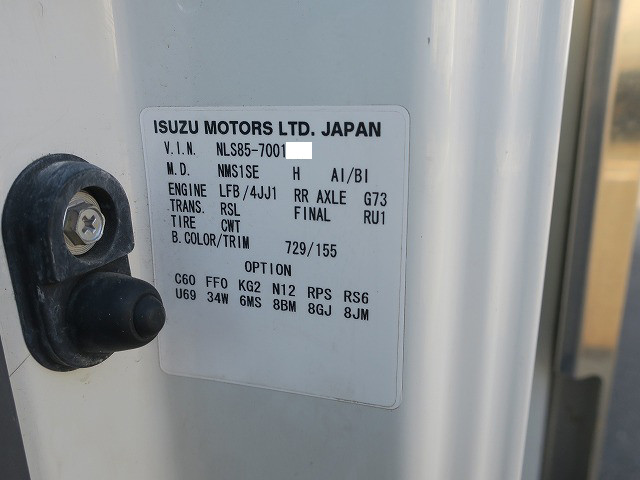 ISUZU MOTORS LTD. JAPAN
V.I.N. NLS85-7001
M.D. NMS1SE H AI/BI
ENGINE LFB/4JJ1 RR AXLE G73
TRANS. RSL FINAL RU1
TIRE CWT
B.COLOR/TRIM 729/155
OPTION
C60 FF0 KG2 N12 RPS RS6
U69 34W 6MS 8BM 8GJ 8JM